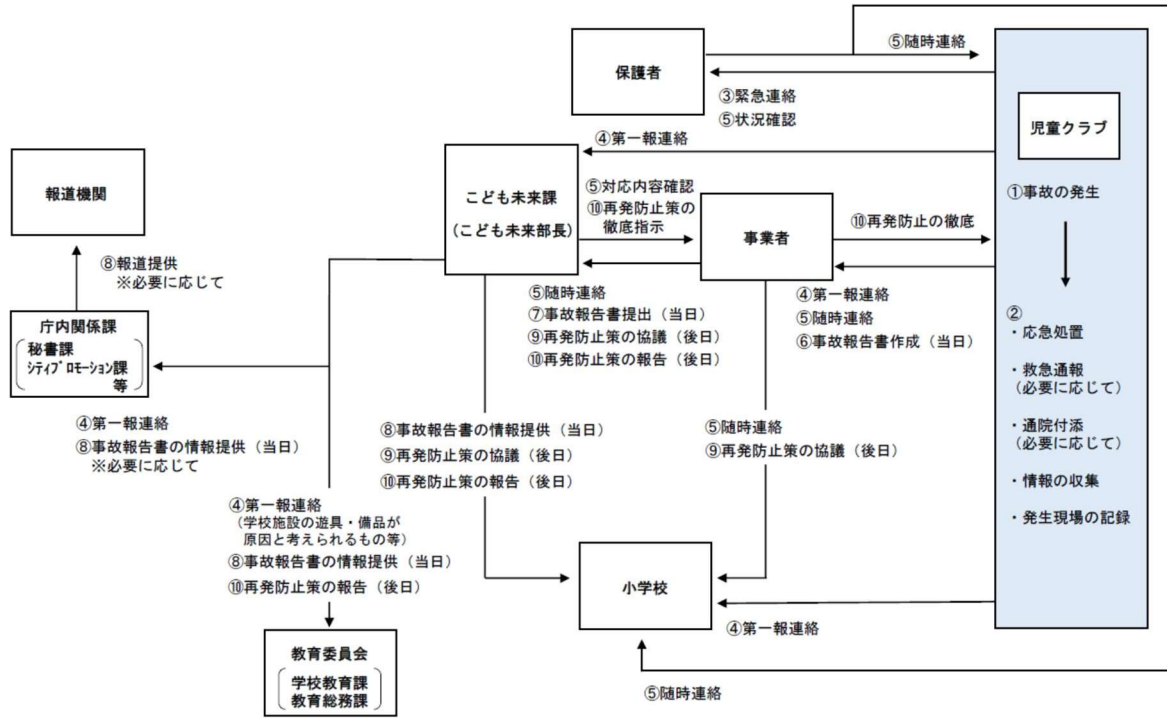 ⑤随時連絡
保護者
③緊急連絡
⑤状況確認
児童クラブ
④第一報連絡
報道機関
こども未来課
(こども未来部長)
⑤対応内容確認
⑩再発防止策の
徹底指示
事業者
⑩再発防止の徹底
①事故の発生
⑧報道提供
※必要に応じて
⑤随時連絡
⑦事故報告書提出（当日）
⑨再発防止策の協議（後日）
⑩再発防止策の報告（後日）
④第一報連絡
⑤随時連絡
⑥事故報告書作成（当日）
②
・応急処置
・救急通報
（必要に応じて）
・通院付添
（必要に応じて）
・情報の収集
・発生現場の記録
庁内関係課
秘書課
ｼﾃｨﾌﾟﾛﾓｰｼｮﾝ課
等
④第一報連絡
⑧事故報告書の情報提供（当日）
※必要に応じて
⑧事故報告書の情報提供（当日）
⑨再発防止策の協議（後日）
⑩再発防止策の報告（後日）
⑤随時連絡
⑨再発防止策の協議（後日）
④第一報連絡
（学校施設の遊具・備品が
原因と考えられるもの等）
⑧事故報告書の情報提供（当日）
⑩再発防止策の報告（後日）
小学校
④第一報連絡
教育委員会
学校教育課
教育総務課
⑤随時連絡